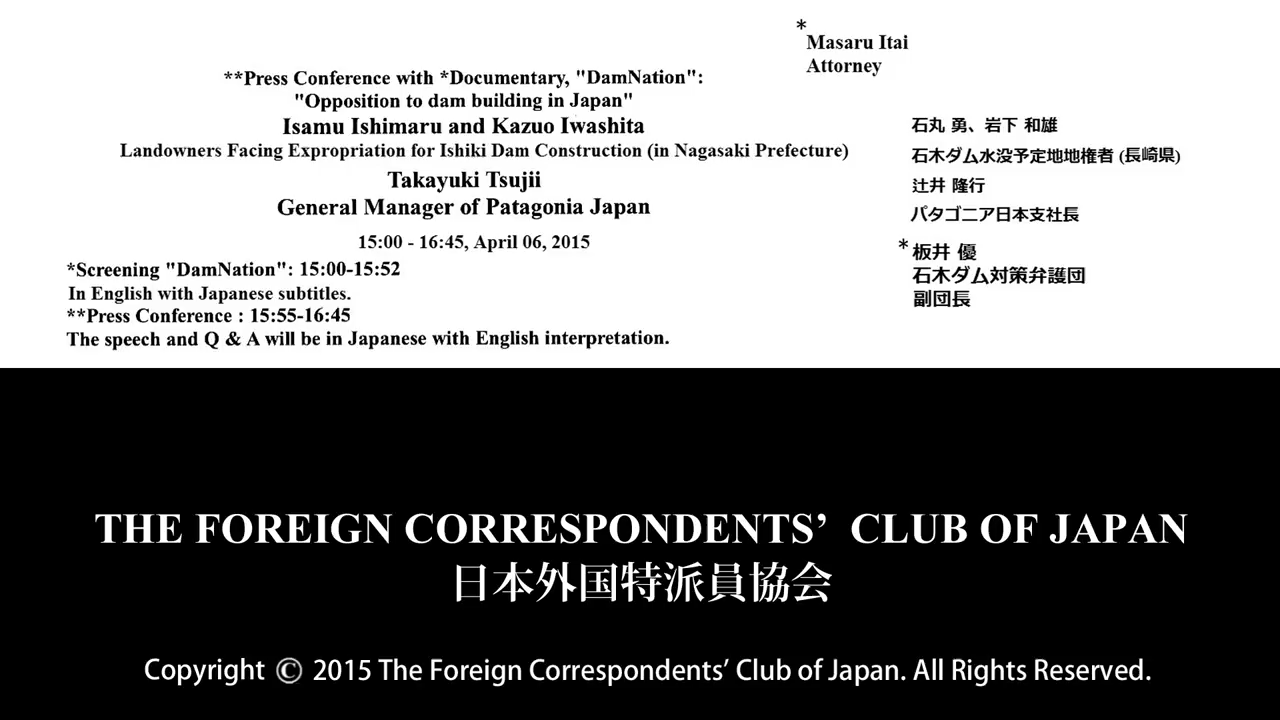 *
Masaru Itai
Attorney
**Press Conference with *Documentary, "DamNation":
"Opposition to dam building in Japan"
Isamu Ishimaru and Kazuo Iwashita
Landowners Facing Expropriation for Ishiki Dam Construction (in Nagasaki Prefecture)
Takayuki Tsujii
General Manager of Patagonia Japan
15:00 - 16:45, April 06, 2015
*Screening "DamNation": 15:00-15:52
In English with Japanese subtitles.
**Press Conference : 15:55-16:45
The speech and Q & A will be in Japanese with English interpretation.
石丸 勇、岩下 和雄
石木ダム水没予定地地権者 (長崎県)
辻井 隆行
パタゴニア日本支社長
*板井 優
石木ダム対策弁護団
副団長
THE FOREIGN CORRESPONDENTS’ CLUB OF JAPAN
日本外国特派員協会
Copyright © 2015 The Foreign Correspondents’ Club of Japan. All Rights Reserved.